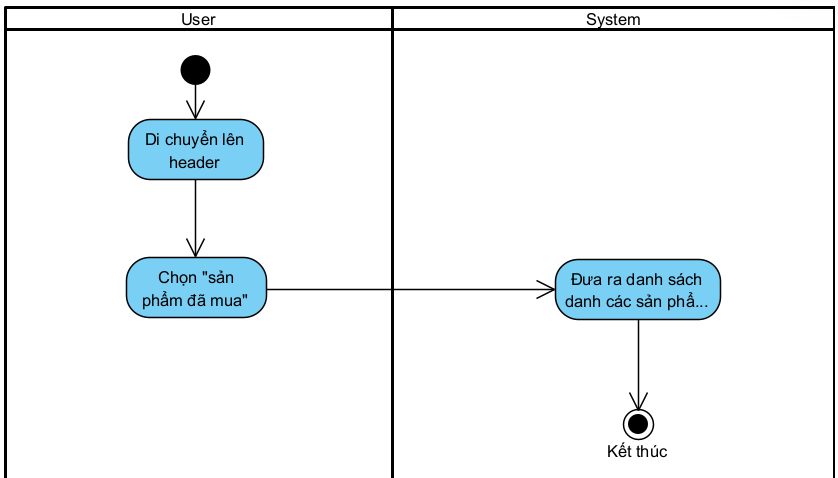 User
System
Di chuyển lên
header
Chọn "sản
phẩm đã mua"
Đưa ra danh sách
danh các sản phẩ...
Kết thúc